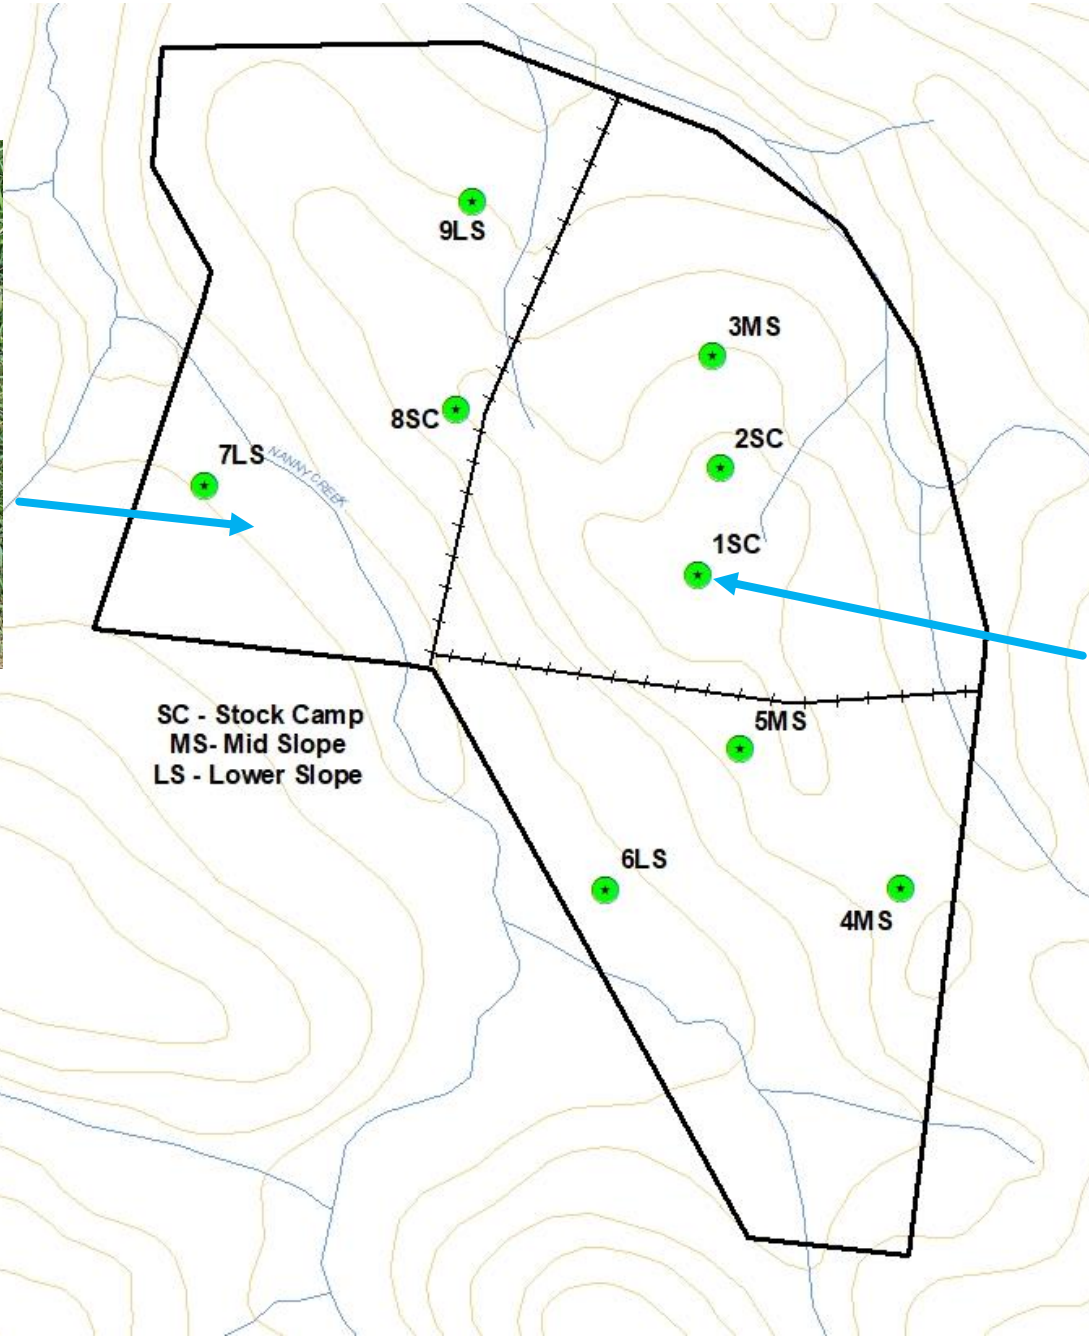 9LS
3MS
8SC
2SC
7LS
NANNY CREEK
1SC
SC - Stock Camp
MS- Mid Slope
LS - Lower Slope
5MS
6LS
4MS